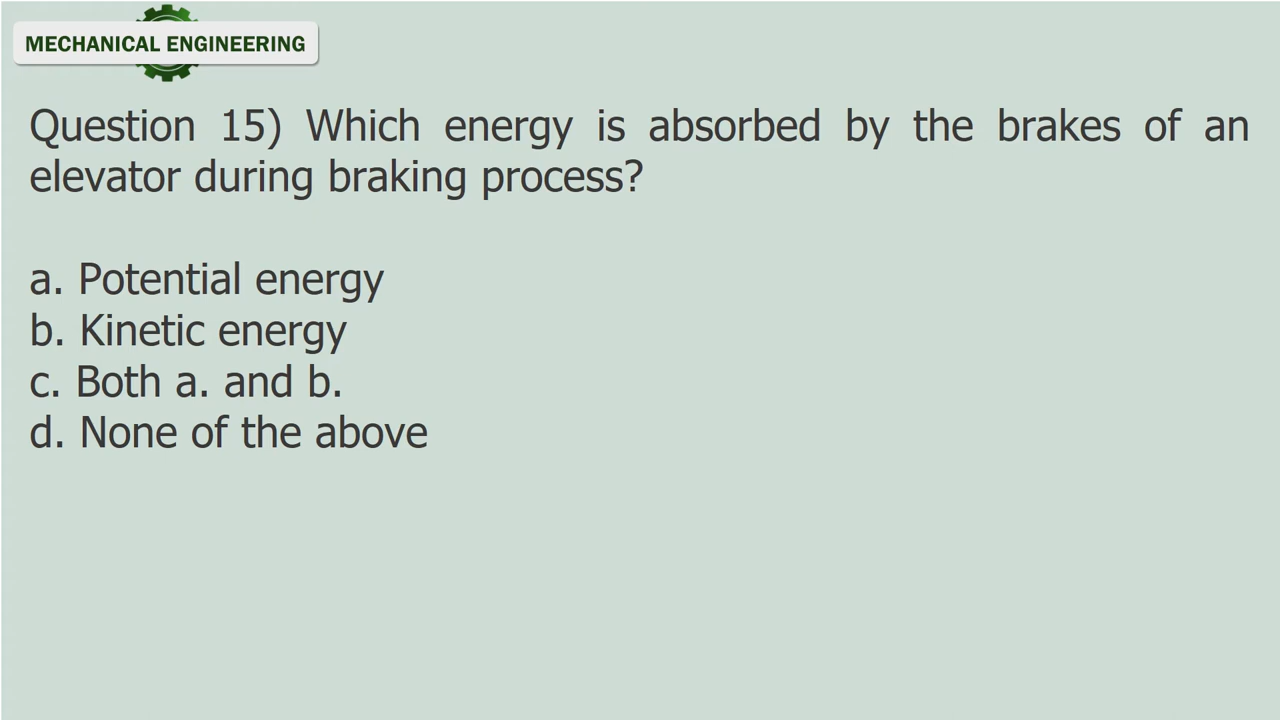 MECHANICAL ENGINEERING
Question 15) Which energy is absorbed by the brakes of an
elevator during braking process?
a. Potential energy
b. Kinetic energy
c. Both a. and b.
d. None of the above